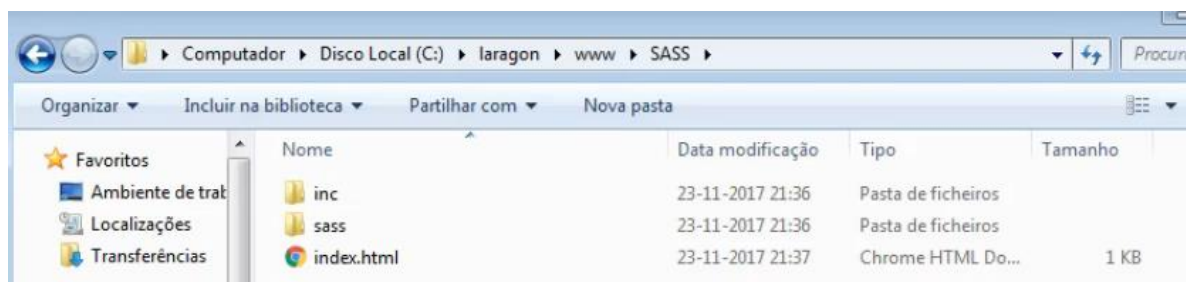 Computador Disco Local (C:) laragon www SASS
Organizar Incluir na biblioteca Partilhar com Nova pasta
Favoritos Nome Data modificação Tipo Tamanho
Ambiente de inc 23-11-2017 21:36 Pasta de ficheiros
Localizações sass 23-11-2017 21:36 Pasta de ficheiros
Transferências index.html 23-11-2017 21:37 Chrome HTML Do... 1 KB